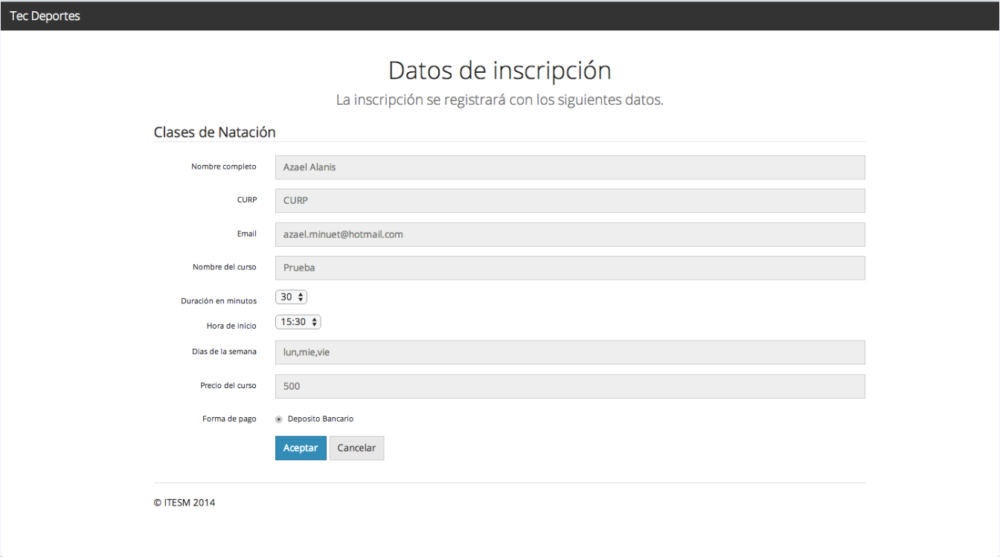 Tec Deportes
Datos de inscripción
La inscripción se registrará con los siguientes datos.
Clases de Natación
Nombre completo Azael Alanis
CURP CURP
Email azael.minuet@hotmail.com
Nombre del curso Prueba
Duración en minutos 30
Hora de inicio 15:30
Dias de la semana lun,mie,vie
Precio del curso 500
Forma de pago Deposito Bancario
Aceptar Cancelar
© ITESM 2014